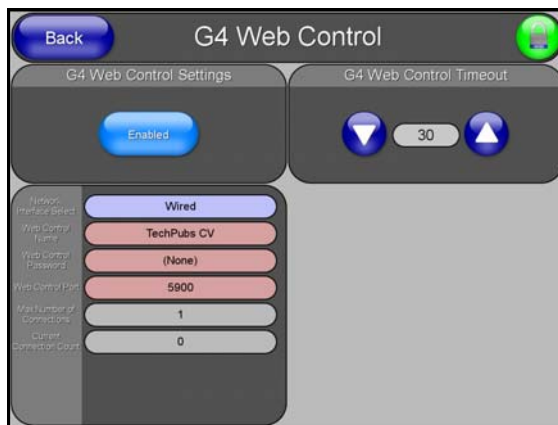 Back
G4 Web Control
G4 Web Control Settings
G4 Web Control Timeout
Enabled
30
Network
Interface Select
Wired
Web Control
Name
TechPubs CV
Web Control
Password
(None)
Web Control Port
5900
Max Number of
Connections
1
Current
Connection Count
0